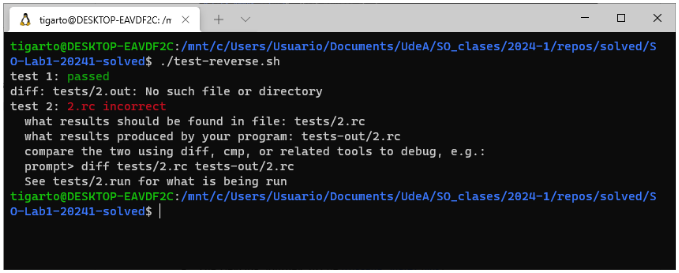 tigarto@DESKTOP-EAVDF2C: /m
tigarto@DESKTOP-EAVDF2C:/mnt/c/Users/Usuario/Documents/UdeA/SO_clases/2024-1/repos/solved/S
O-Lab1-20241-solved$ ./test-reverse.sh
test 1: passed
diff: tests/2.out: No such file or directory
test 2: 2.rc incorrect
  what results should be found in file: tests/2.rc
  what results produced by your program: tests-out/2.rc
  compare the two using diff, cmp, or related tools to debug, e.g.:
  prompt> diff tests/2.rc tests-out/2.rc
  See tests/2.run for what is being run
tigarto@DESKTOP-EAVDF2C:/mnt/c/Users/Usuario/Documents/UdeA/SO_clases/2024-1/repos/solved/S
O-Lab1-20241-solved$